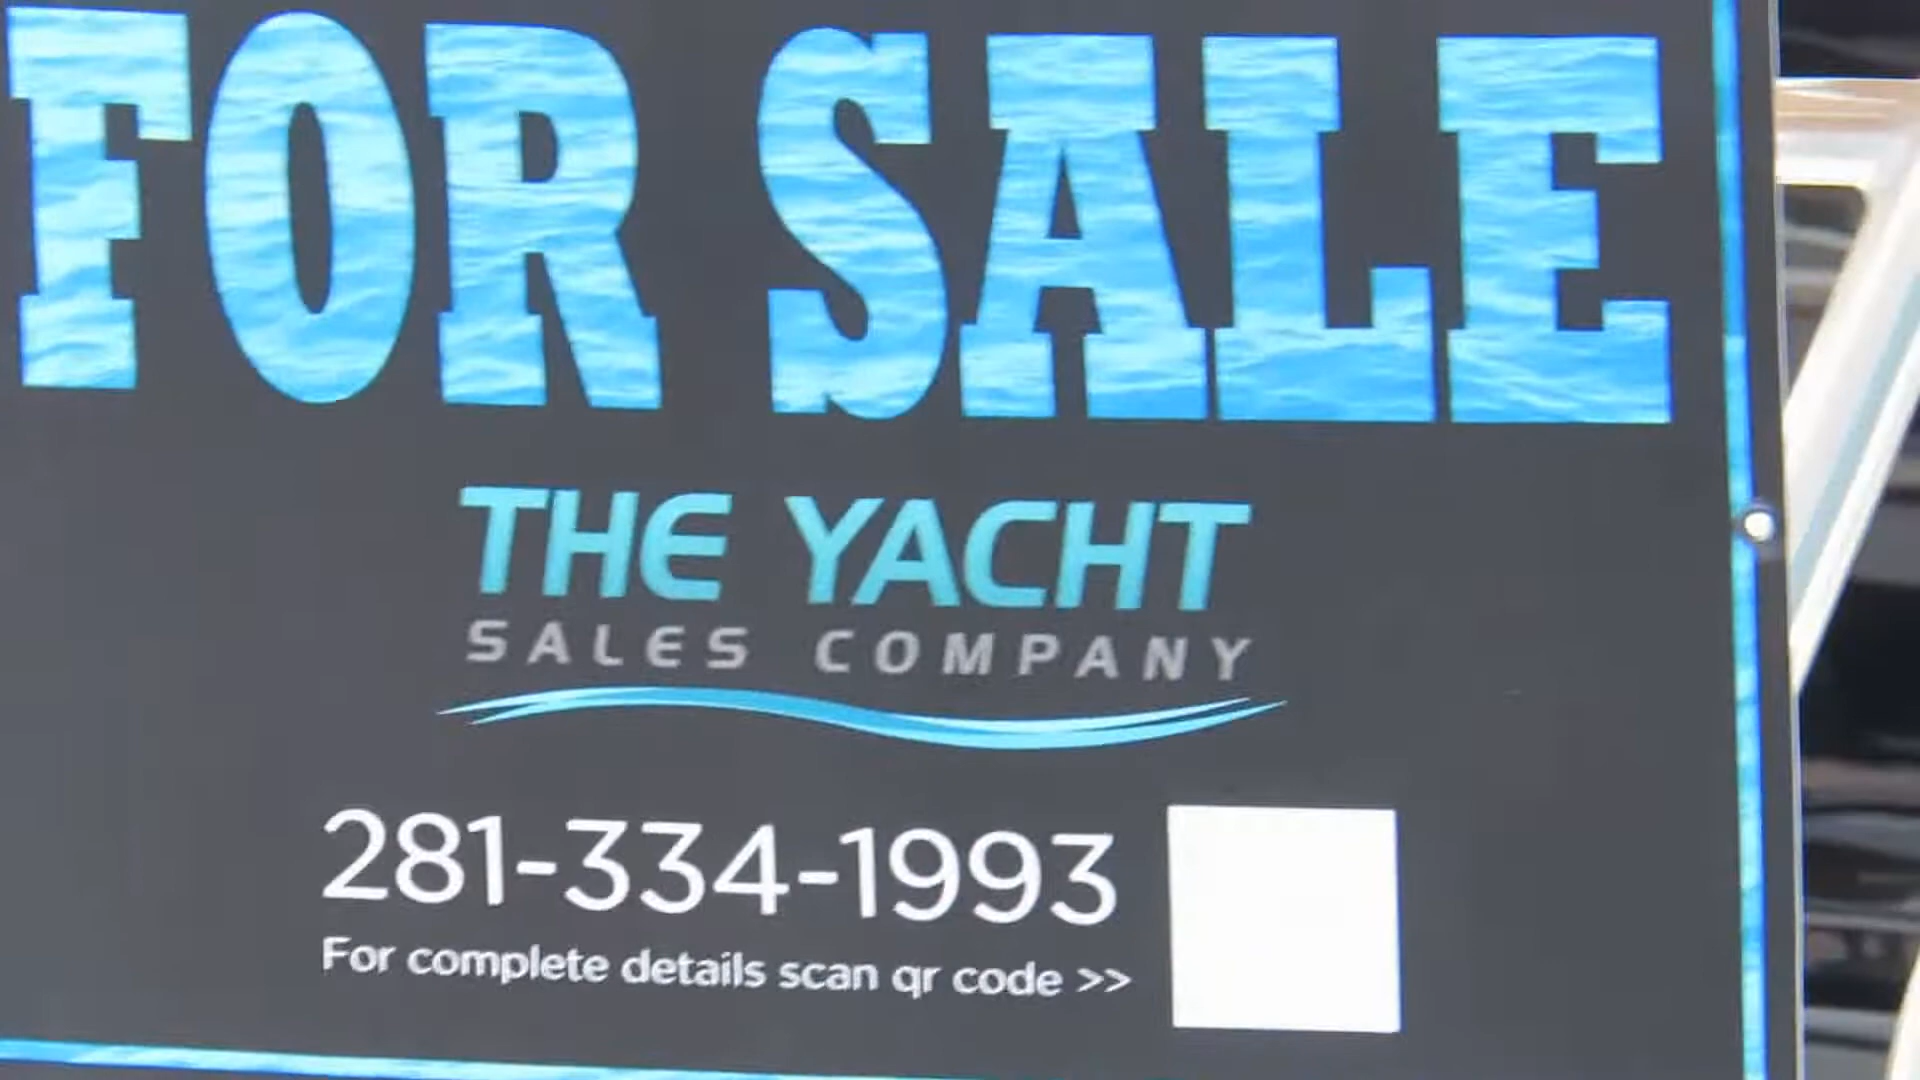 FOR SALE
THE YACHT
SALES COMPANY
281-334-1993
For complete details scan qr code >>